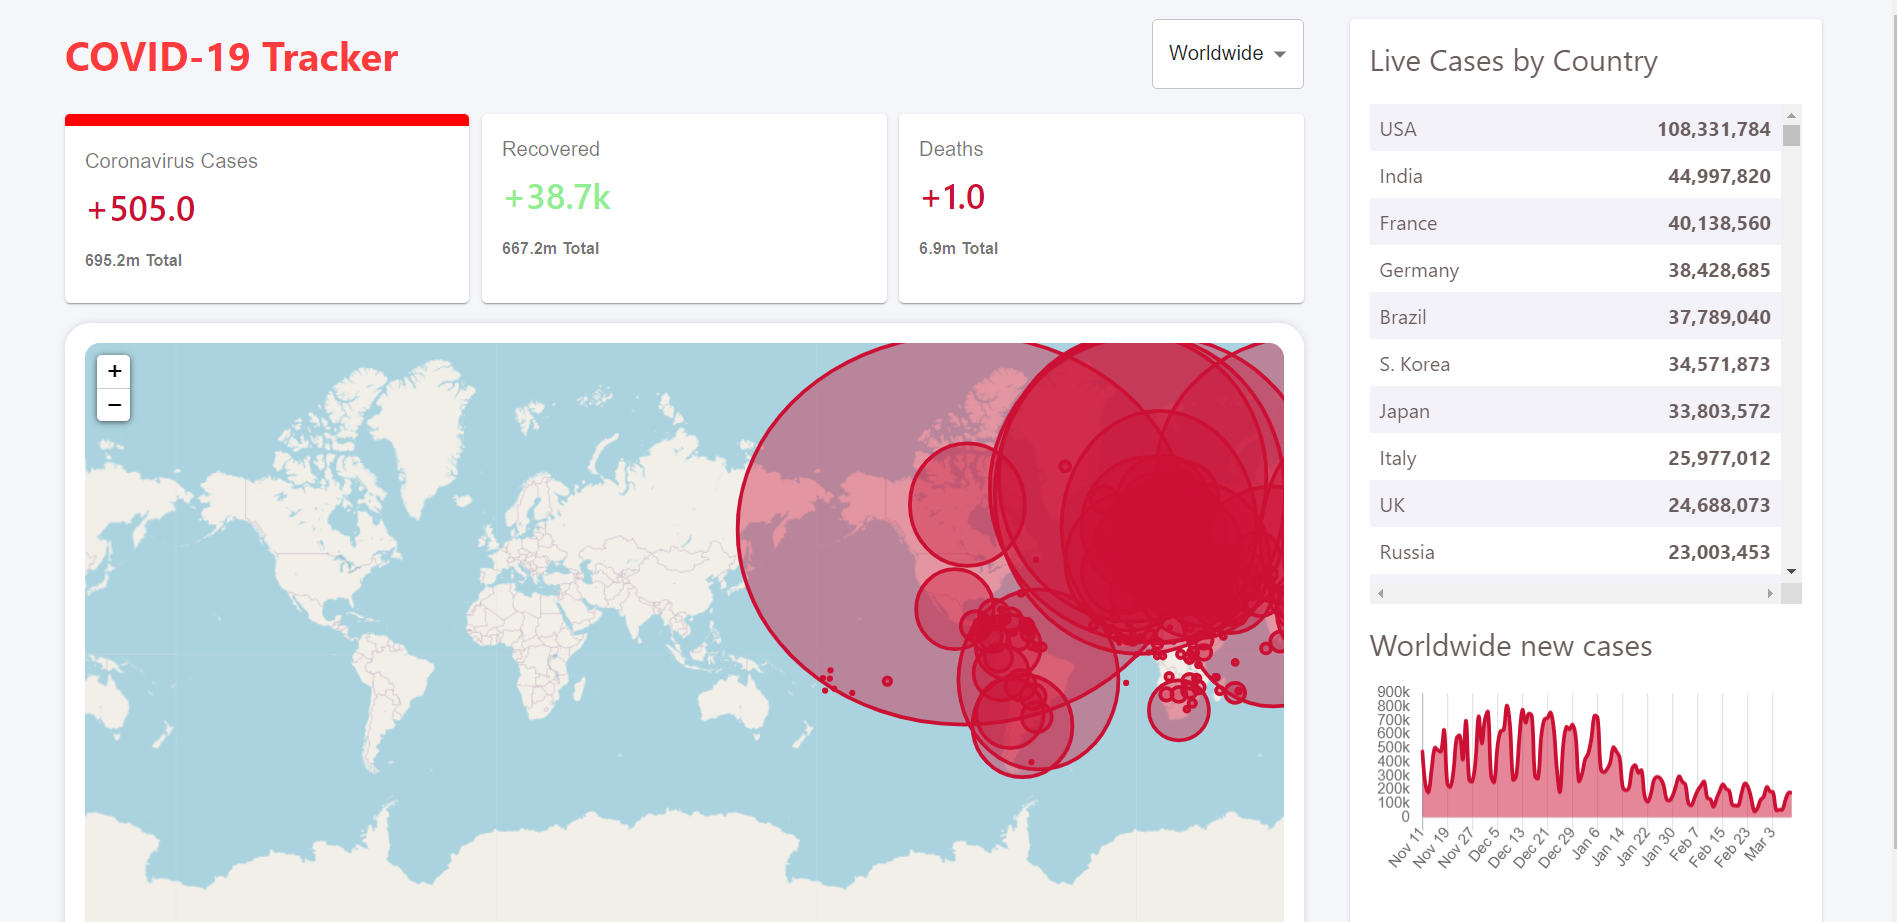 COVID-19 Tracker
Worldwide
Coronavirus Cases
+505.0
695.2m Total
Recovered
+38.7k
667.2m Total
Deaths
+1.0
6.9m Total
+
−
Live Cases by Country
USA 108,331,784
India 44,997,820
France 40,138,560
Germany 38,428,685
Brazil 37,789,040
S. Korea 34,571,873
Japan 33,803,572
Italy 25,977,012
UK 24,688,073
Russia 23,003,453
Worldwide new cases
900k
800k
700k
600k
500k
400k
300k
200k
100k
0
Nov 11
Nov 19
Nov 27
Dec 5
Dec 13
Dec 21
Dec 29
Jan 6
Jan 14
Jan 22
Jan 30
Feb 7
Feb 15
Feb 23
Mar 3